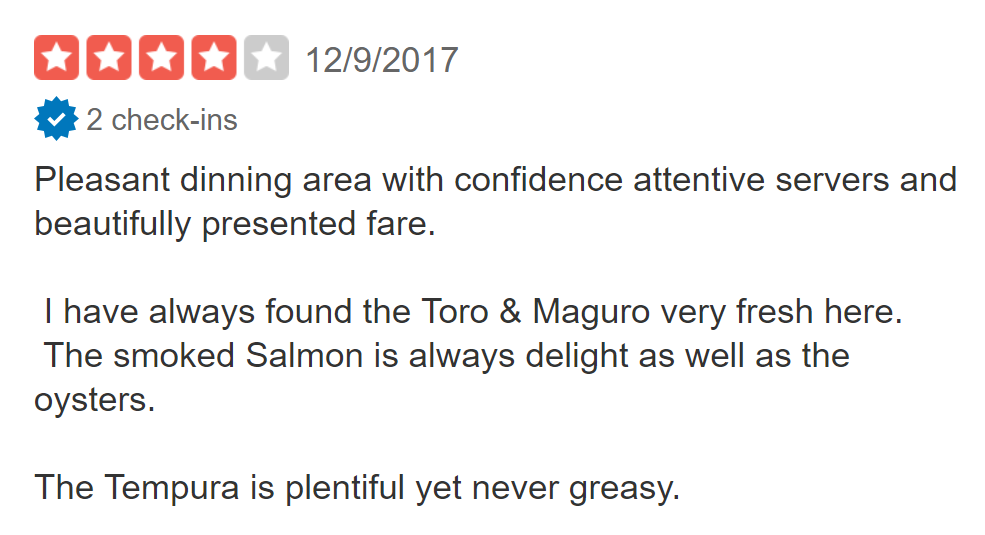 12/9/2017
2 check-ins
Pleasant dinning area with confidence attentive servers and
beautifully presented fare.
I have always found the Toro & Maguro very fresh here.
The smoked Salmon is always delight as well as the
oysters.
The Tempura is plentiful yet never greasy.